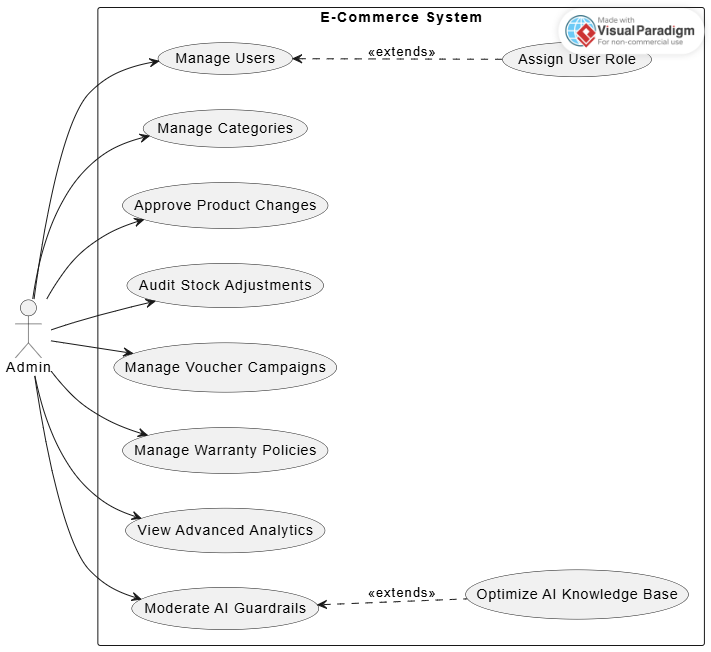 E-Commerce System
Made with
VisualParadigm
For non-commercial use
Manage Users
«extends»
Assign User Role
Manage Categories
Approve Product Changes
Audit Stock Adjustments
Admin
Manage Voucher Campaigns
Manage Warranty Policies
View Advanced Analytics
Moderate AI Guardrails
«extends»
Optimize AI Knowledge Base